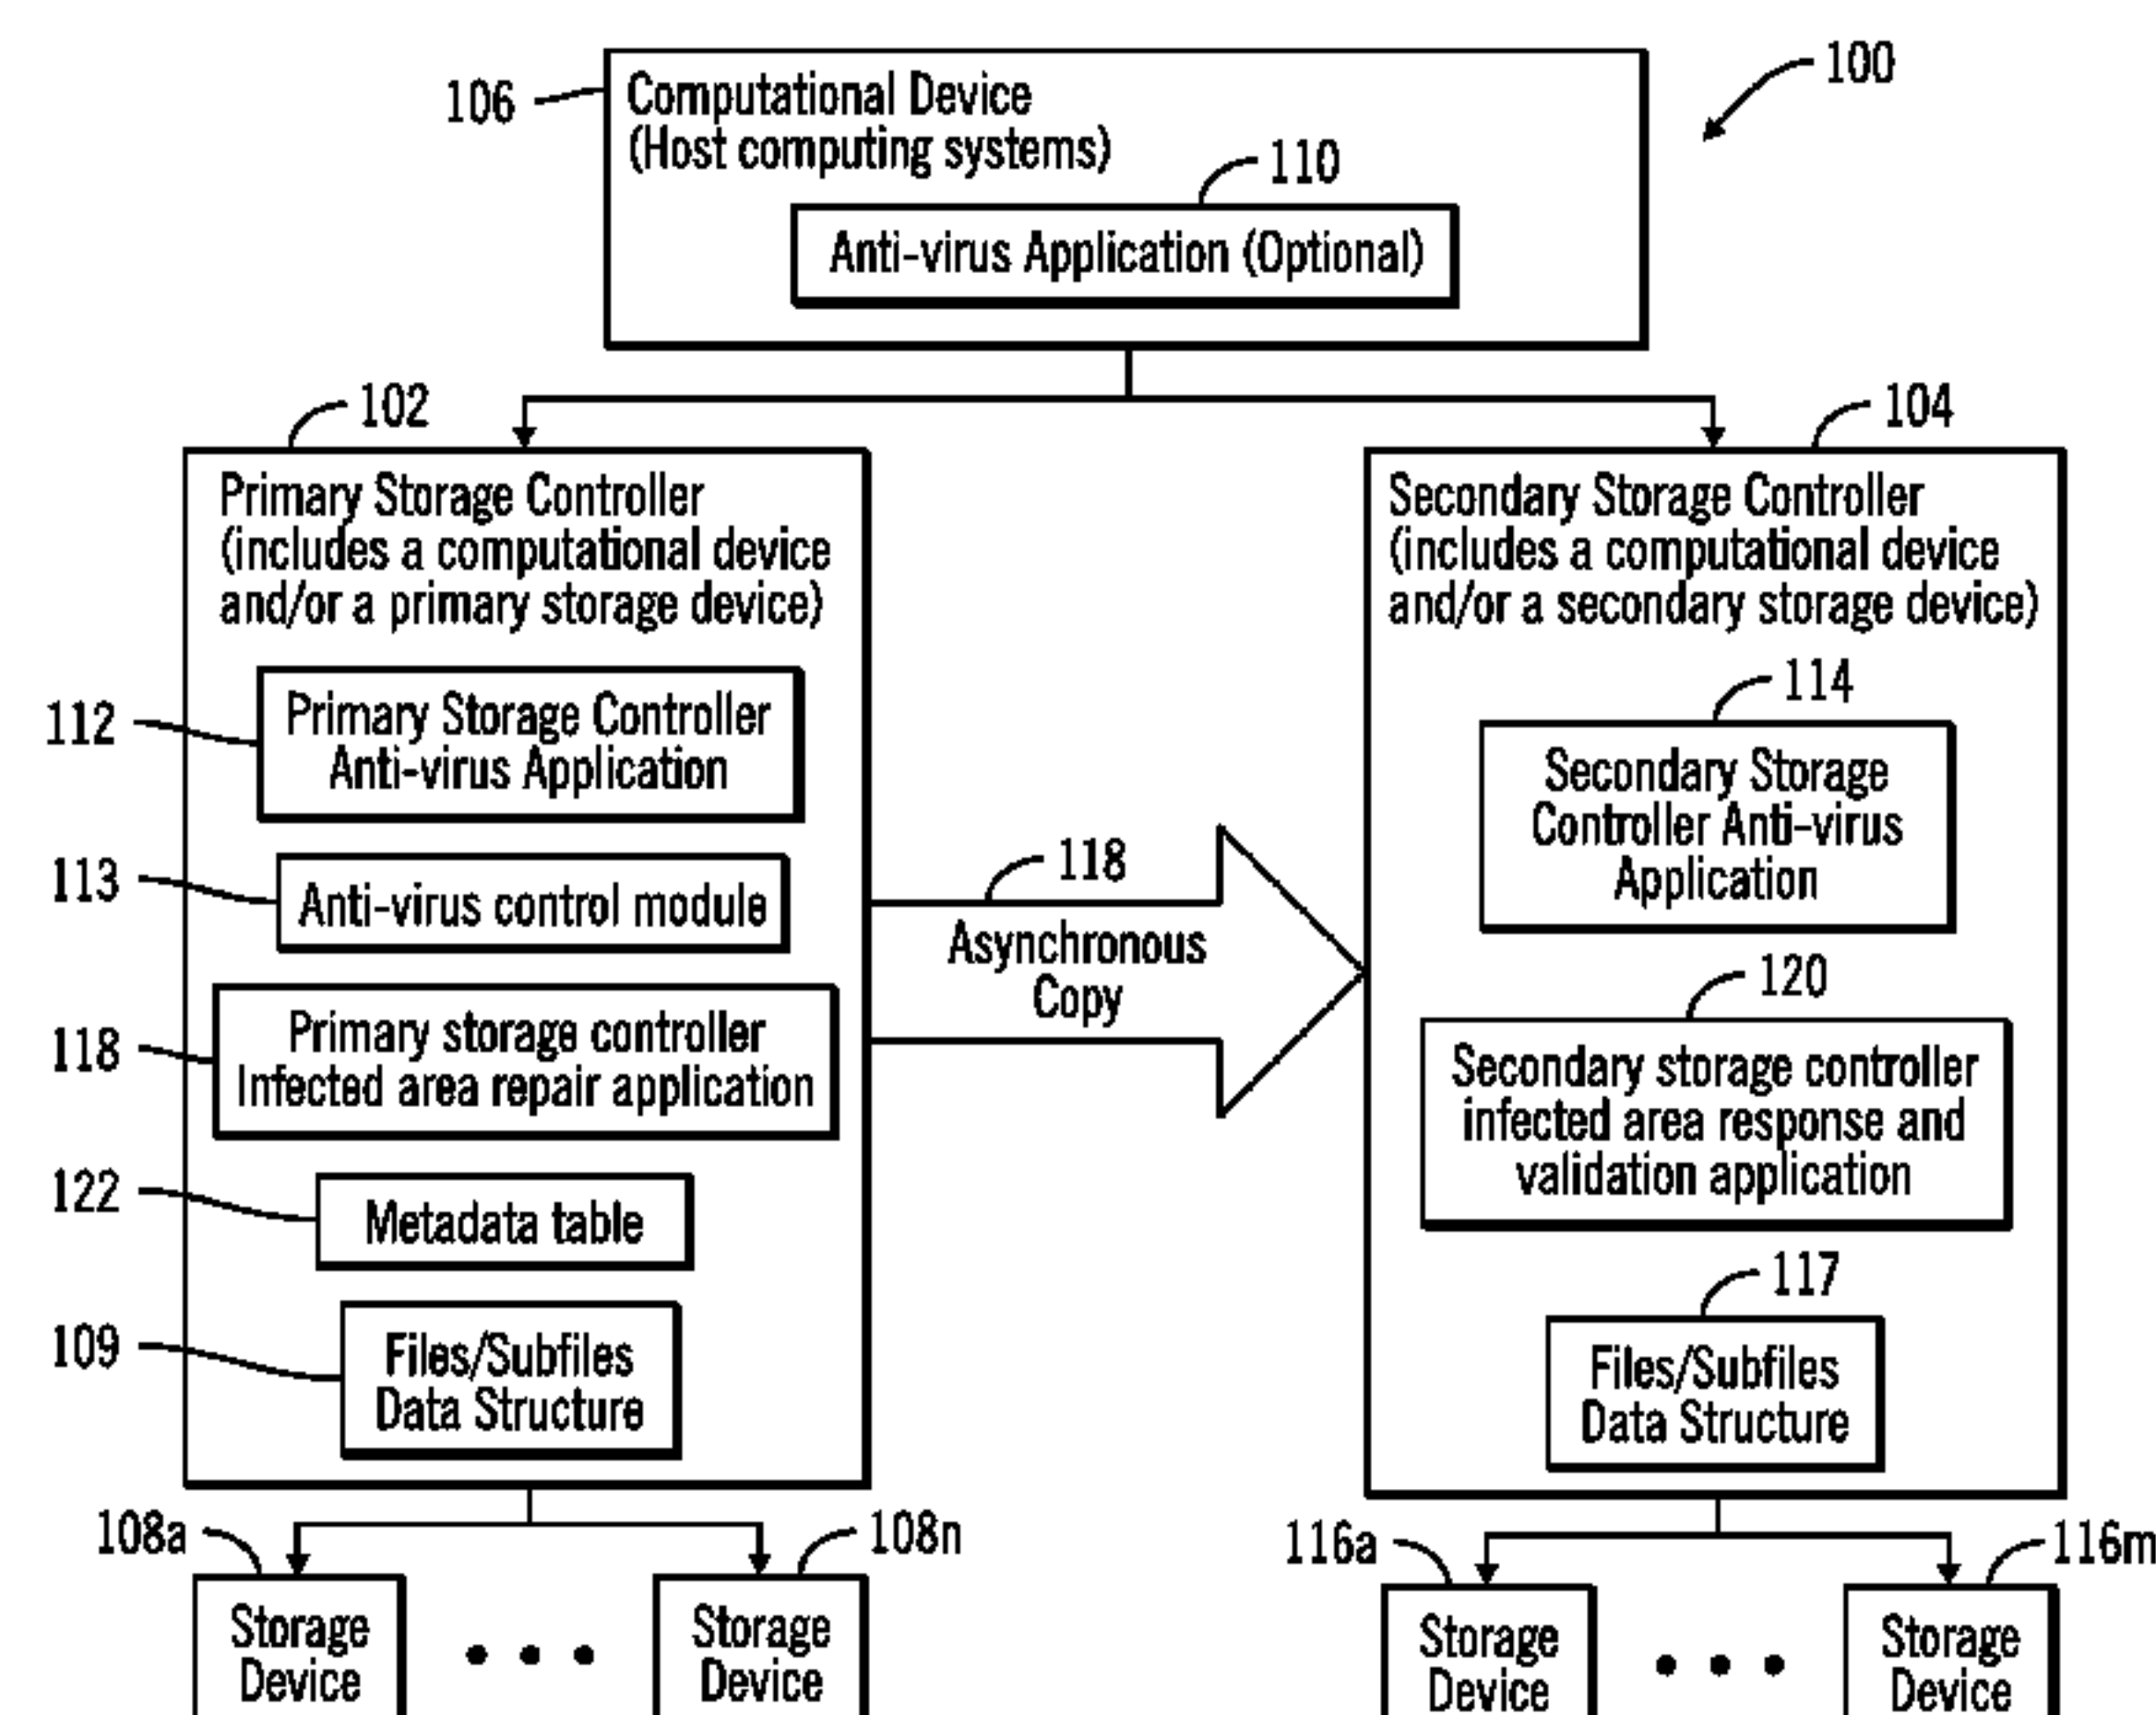 100
106
Computational Device
(Host computing systems)
110
Anti-virus Application (Optional)
102
Primary Storage Controller
(includes a computational device
and/or a primary storage device)
112
Primary Storage Controller
Anti-virus Application
113
Anti-virus control module
118
Primary storage controller
Infected area repair application
122
Metadata table
109
Files/Subfiles
Data Structure
118
Asynchronous
Copy
104
Secondary Storage Controller
(includes a computational device
and/or a secondary storage device)
114
Secondary Storage
Controller Anti-virus
Application
120
Secondary storage controller
infected area response and
validation application
117
Files/Subfiles
Data Structure
108a
Storage
Device
108n
Storage
Device
116a
Storage
Device
116m
Storage
Device